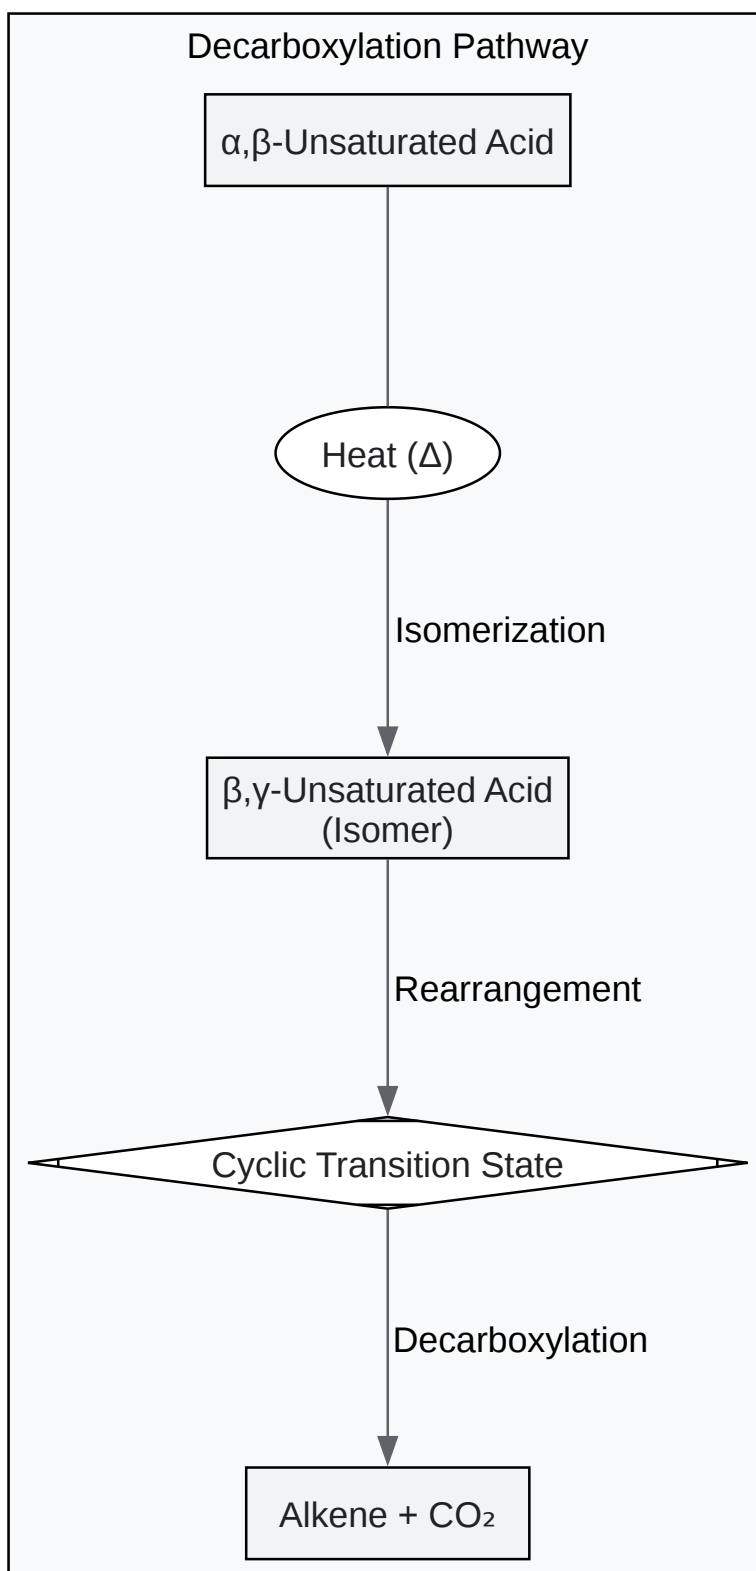 Decarboxylation Pathway
α,β-Unsaturated Acid
Heat (Δ)
Isomerization
β,γ-Unsaturated Acid
(Isomer)
Rearrangement
Cyclic Transition State
Decarboxylation
Alkene + CO₂